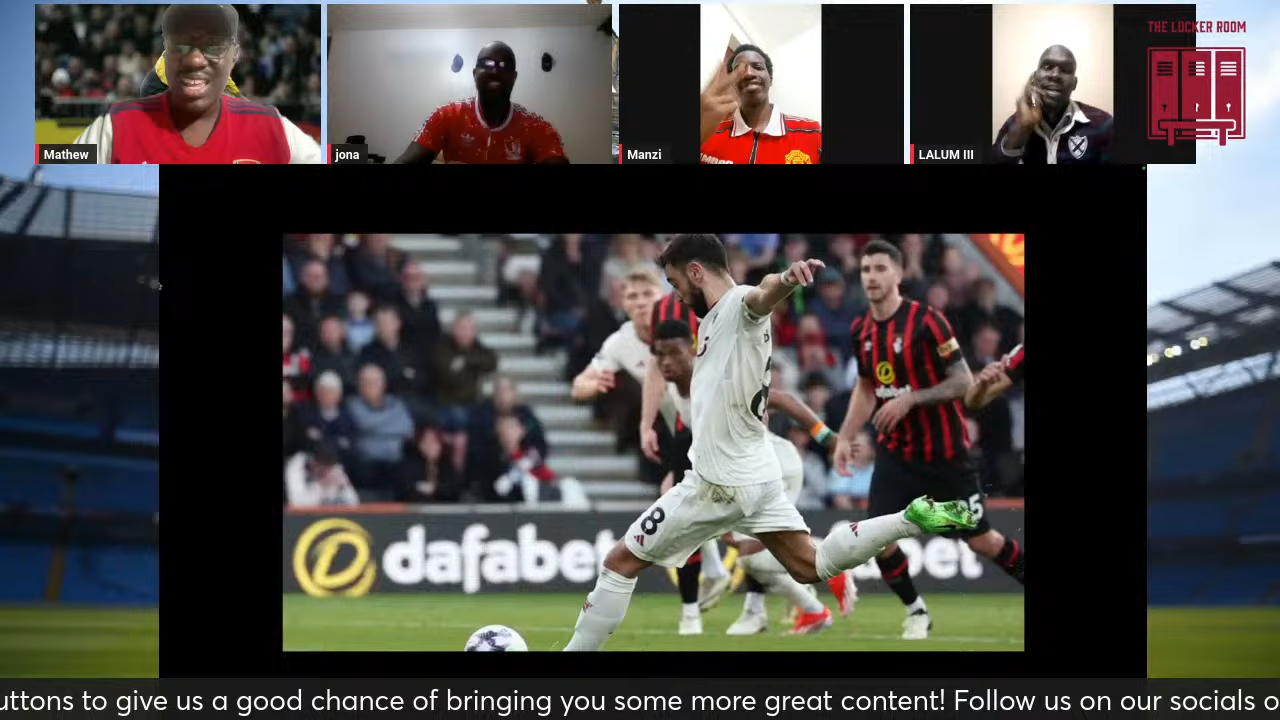 THE LOCKER ROOM
Mathew
jona
Manzi
LALUM III
8
dafabet
dafabet
uttons to give us a good chance of bringing you some more great content! Follow us on our socials o